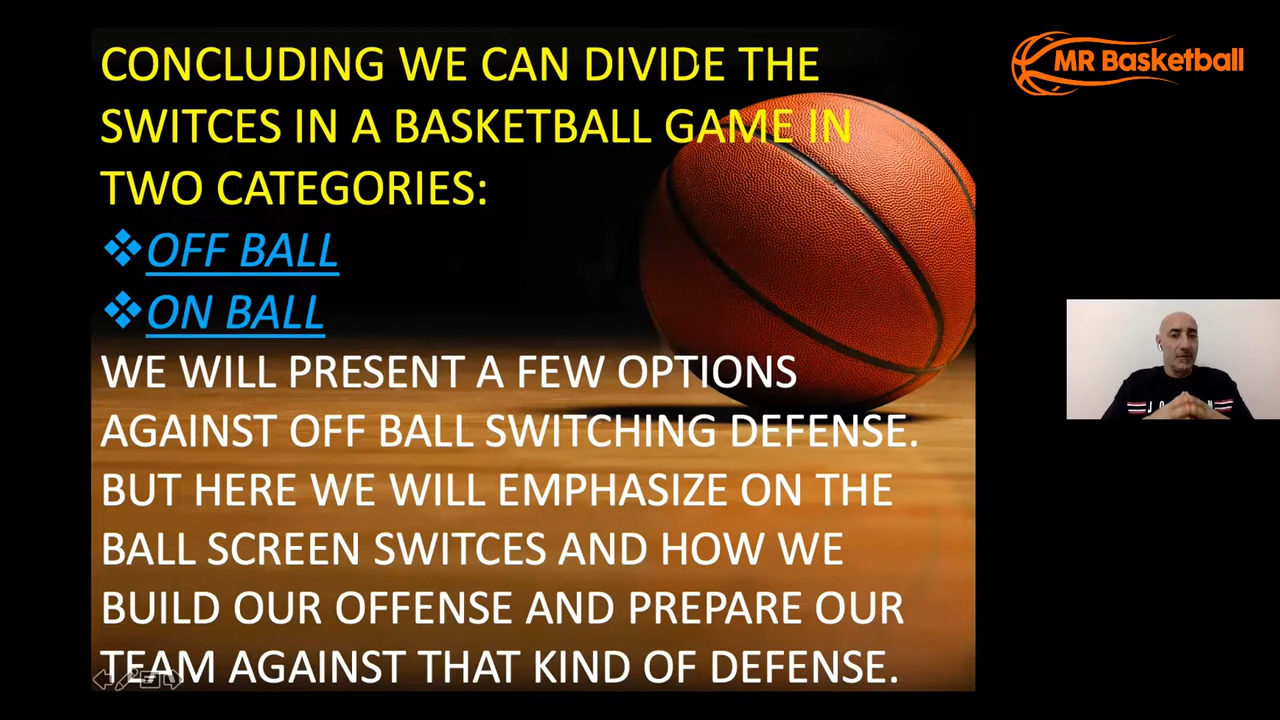 CONCLUDING WE CAN DIVIDE THE
SWITCES IN A BASKETBALL GAME IN
TWO CATEGORIES:
OFF BALL
ON BALL
WE WILL PRESENT A FEW OPTIONS
AGAINST OFF BALL SWITCHING DEFENSE.
BUT HERE WE WILL EMPHASIZE ON THE
BALL SCREEN SWITCES AND HOW WE
BUILD OUR OFFENSE AND PREPARE OUR
TEAM AGAINST THAT KIND OF DEFENSE.
MR Basketball